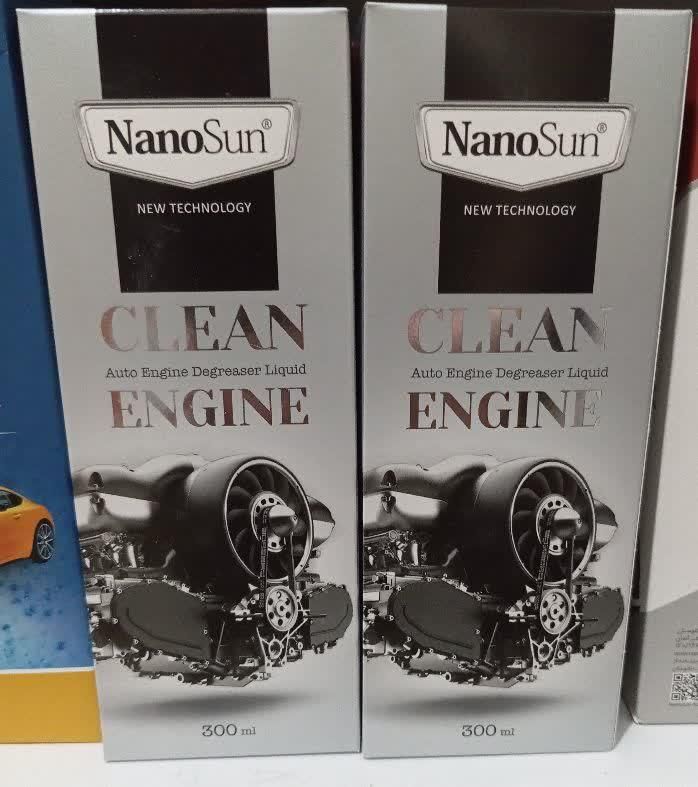 NanoSun®
NEW TECHNOLOGY
CLEAN
Auto Engine Degreaser Liquid
ENGINE
300 ml
NanoSun®
NEW TECHNOLOGY
CLEAN
Auto Engine Degreaser Liquid
ENGINE
300 ml